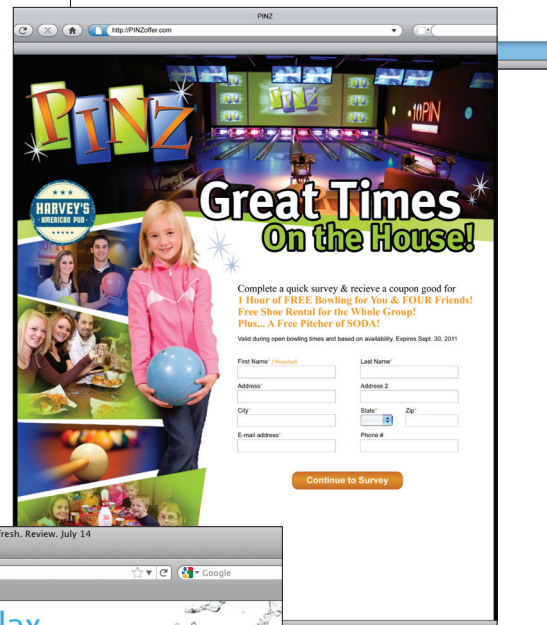 PINZ
http://PINZoffer.com
PINZ
10PIN
PINZ
HARVEY'S
AMERICAN PUB
Great Times
On the House!
Complete a quick survey & recieve a coupon good for
1 Hour of FREE Bowling for You & FOUR Friends!
Free Shoe Rental for the Whole Group!
Plus... A Free Pitcher of SODA!
Valid during open bowling times and based on availability. Expires Sept. 30, 2011
First Name* (*Required) Last Name*
Address* Address 2
City* State* Zip*
E-mail address* Phone #
Continue to Survey
fresh. Review. July 14
Google